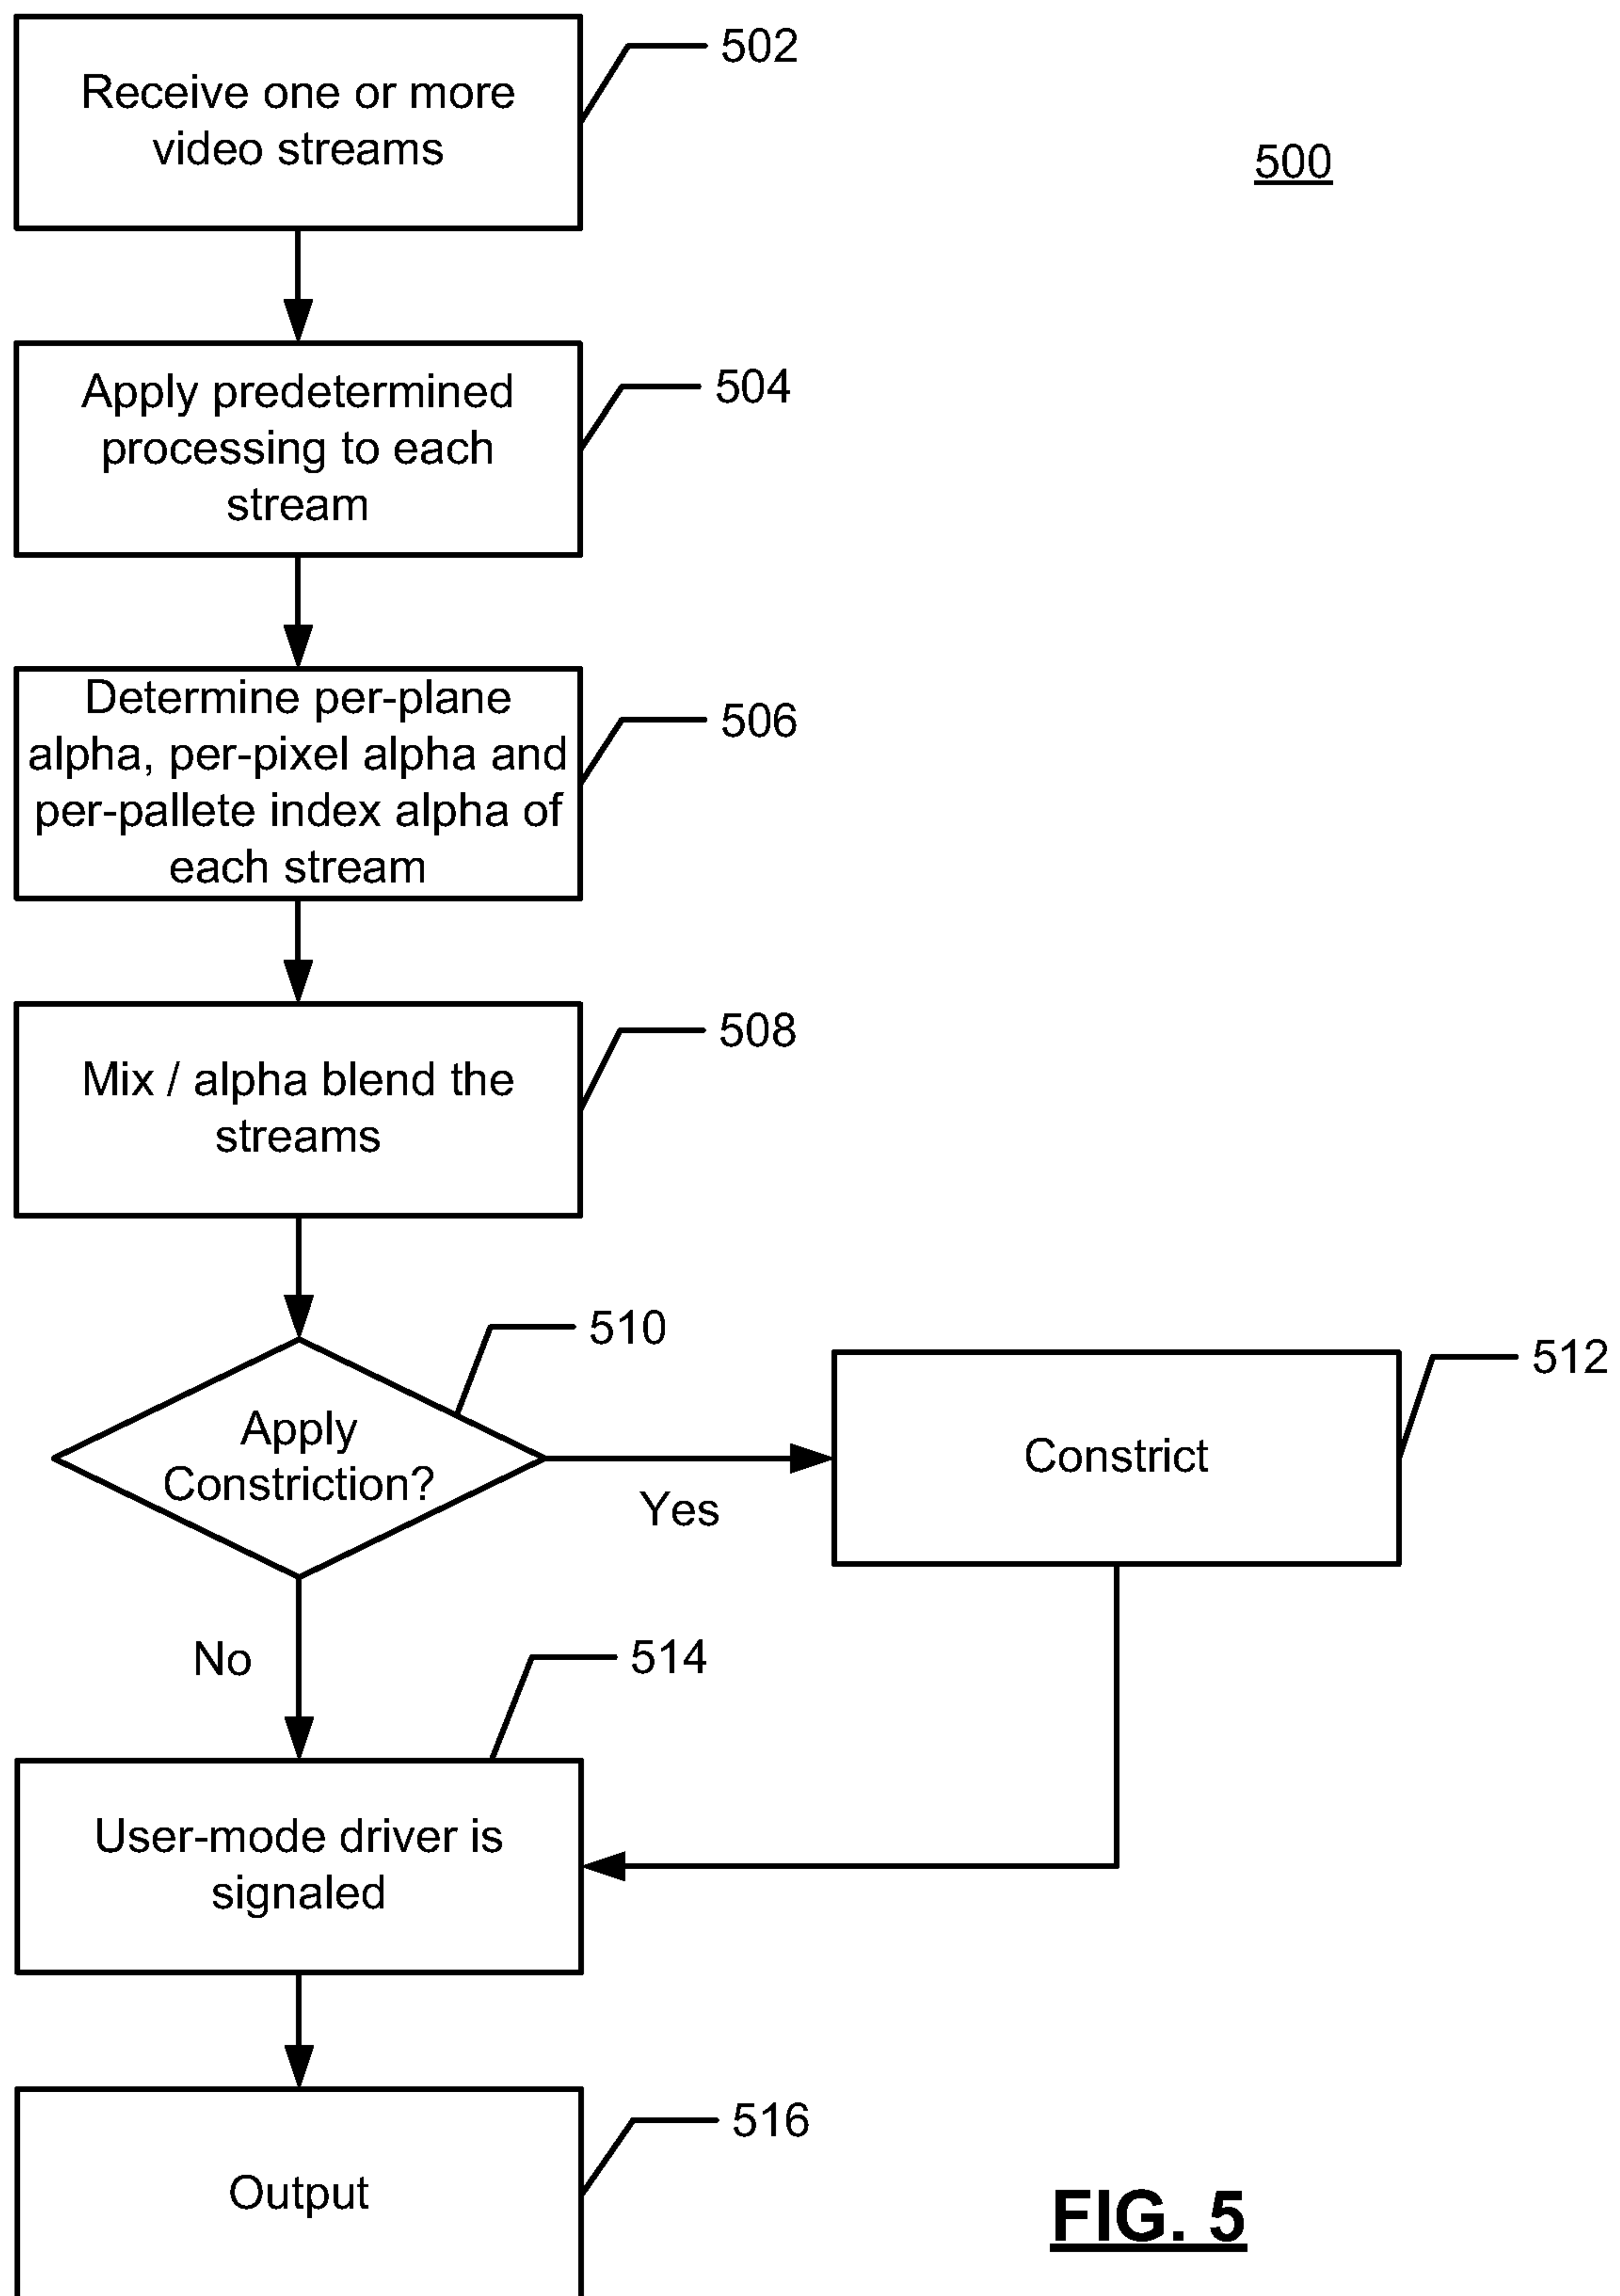 Receive one or more
video streams
502
500
Apply predetermined
processing to each
stream
504
Determine per-plane
alpha, per-pixel alpha and
per-pallete index alpha of
each stream
506
Mix / alpha blend the
streams
508
Apply
Constriction?
510
Yes
Constrict
512
No
User-mode driver is
signaled
514
Output
516
FIG. 5